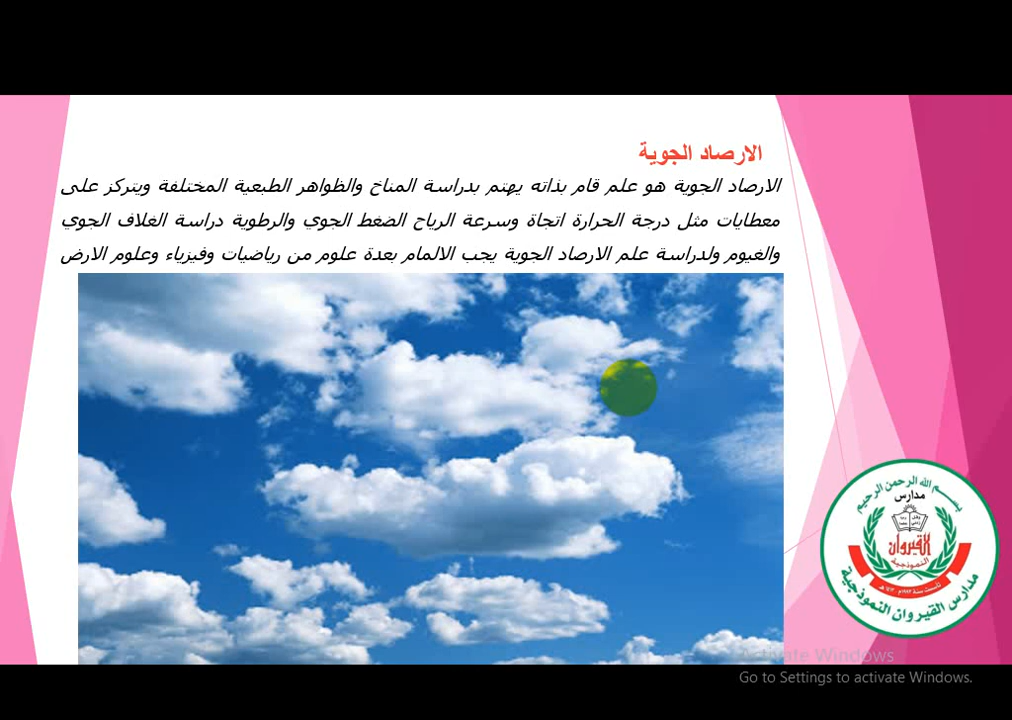 الارصاد الجوية
الارصاد الجوية هو علم قام بذاته يهتم بدراسة المناخ والظواهر الطبعية المختلفة ويتركز على
معطايات مثل درجة الحرارة اتجاة وسرعة الرياح الضغط الجوي والرطوبة دراسة الغلاف الجوي
والغيوم ولدراسة علم الارصاد الجوية يجب الالمام بعدة علوم من رياضيات وفيزياء وعلوم الارض
بسم الله الرحمن الرحيم
مدارس
القيروان
النموذجية
مدارس القيروان النموذجية
Activate Windows
Go to Settings to activate Windows.